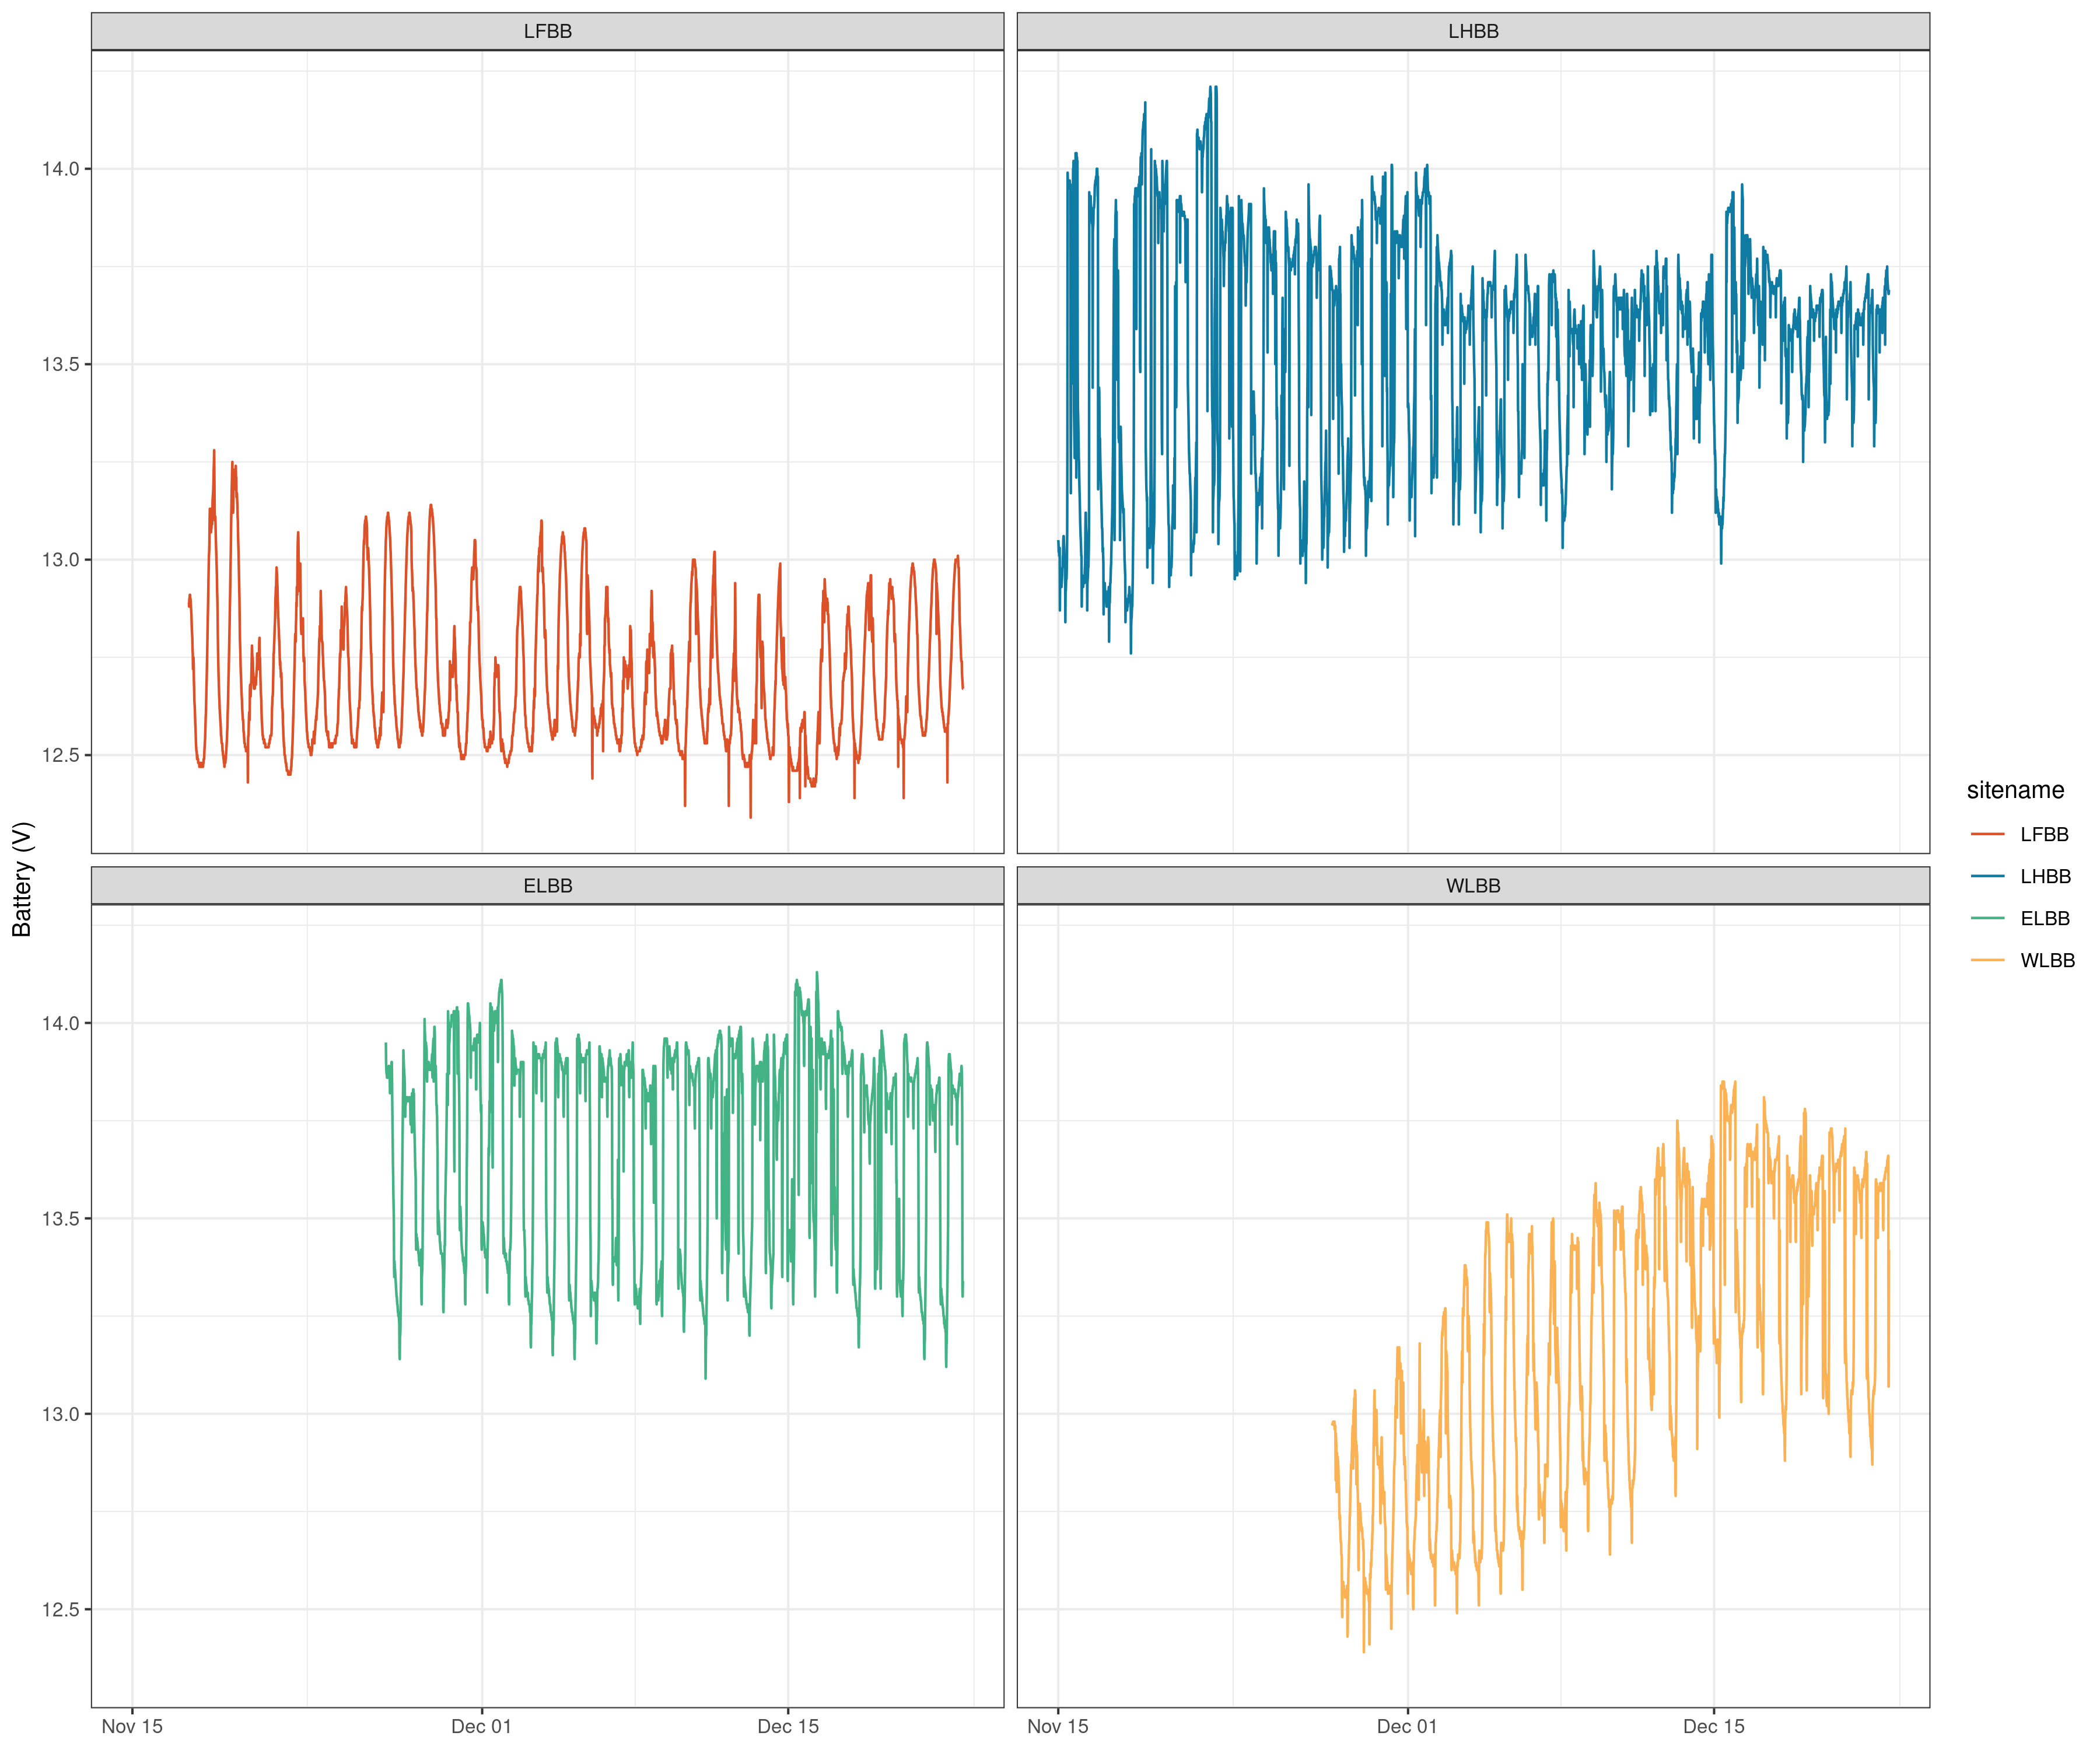 LFBB
LHBB
14.0
13.5
13.0
12.5
ELBB
WLBB
14.0
13.5
13.0
12.5
Nov 15
Dec 01
Dec 15
Nov 15
Dec 01
Dec 15
Battery (V)
sitename
LFBB
LHBB
ELBB
WLBB